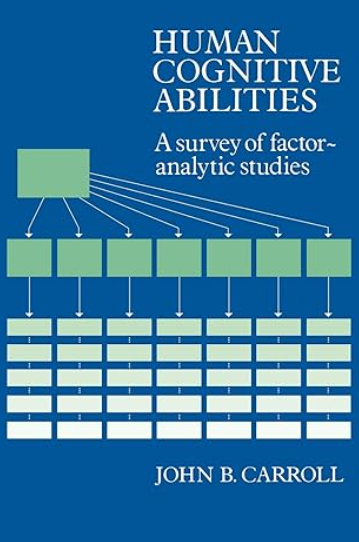 HUMAN
COGNITIVE
ABILITIES
A survey of factor-
analytic studies
JOHN B. CARROLL